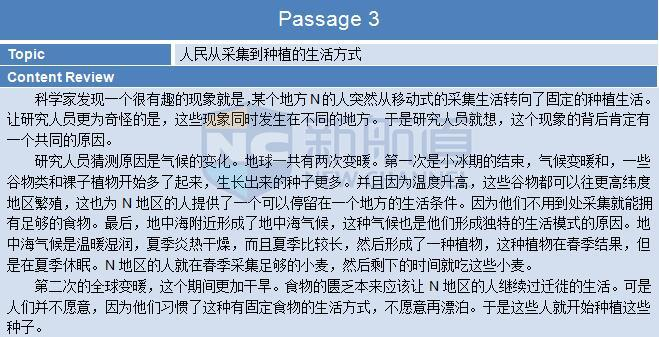 Passage 3
Topic 人民从采集到种植的生活方式
Content Review
科学家发现一个很有趣的现象就是,某个地方N的人突然从移动式的采集生活转向了固定的种植生活。
让研究人员更为奇怪的是，这些现象同时发生在不同的地方。于是研究人员就想，这个现象的背后肯定有
一个共同的原因。
研究人员猜测原因是气候的变化。地球一共有两次变暖。第一次是小冰期的结束，气候变暖和，一些
谷物类和裸子植物开始多了起来，生长出来的种子更多。并且因为温度升高，这些谷物都可以往更高纬度
地区繁殖，这也为 N 地区的人提供了一个可以停留在一个地方的生活条件。因为他们不用到处采集就能拥
有足够的食物。最后，地中海附近形成了地中海气候，这种气候也是他们形成独特的生活模式的原因。地
中海气候是温暖湿润，夏季炎热干燥，而且夏季比较长，然后形成了一种植物，这种植物在春季结果，但
是在夏季休眠。N 地区的人就在春季采集足够的小麦，然后剩下的时间就吃这些小麦。
第二次的全球变暖，这个期间更加干旱。食物的匮乏本来应该让 N 地区的人继续过迁徙的生活。可是
人们并不愿意，因为他们习惯了这种有固定食物的生活方式，不愿意再漂泊。于是这些人就开始种植这些
种子。